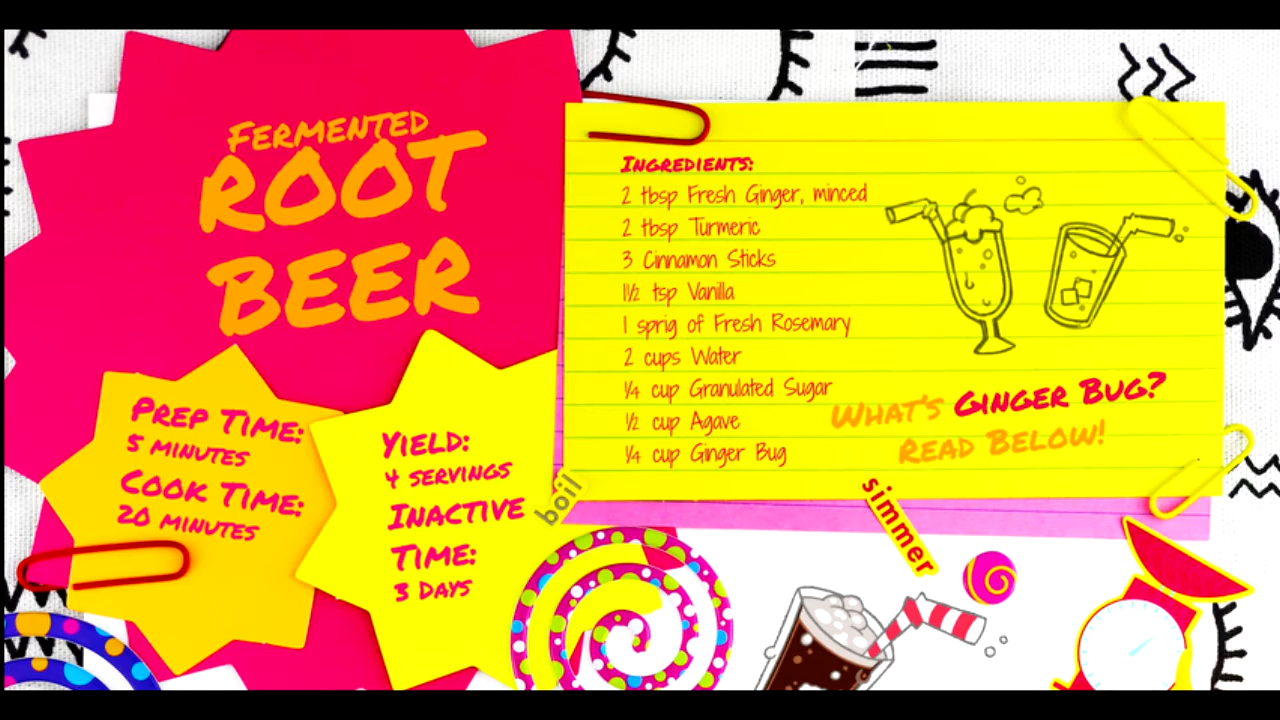 FERMENTED
ROOT
BEER
PREP TIME:
5 MINUTES
COOK TIME:
20 MINUTES
YIELD:
4 SERVINGS
INACTIVE
TIME:
3 DAYS
INGREDIENTS:
2 tbsp Fresh Ginger, minced
2 tbsp Turmeric
3 Cinnamon Sticks
1½ tsp Vanilla
1 sprig of Fresh Rosemary
2 cups Water
¼ cup Granulated Sugar
½ cup Agave
¼ cup Ginger Bug
WHAT'S GINGER BUG?
READ BELOW!
boil
simmer